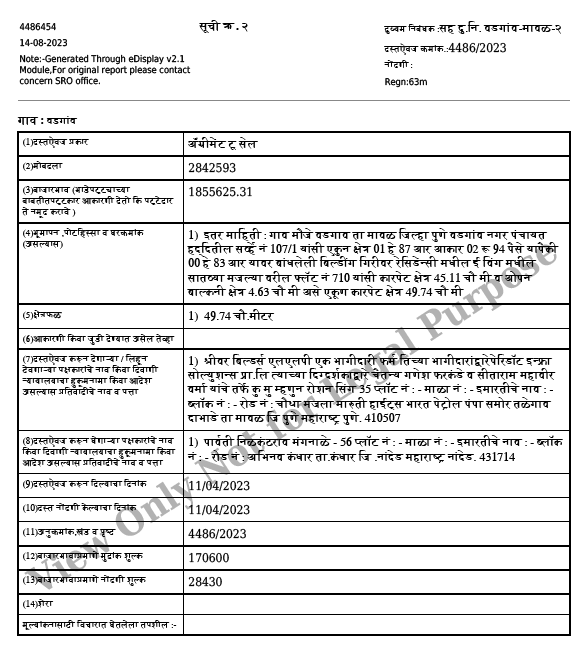 4486454
सूची क्र . २
दुय्यम निबंधक :सह दु.नि. वडगांव-मावळ-२
14-08-2023
दस्तऐवज क्रमांक.:4486/2023
Note:-Generated Through eDisplay v2.1
Module,For original report please contact
concern SRO office.
नोंदणी :
Regn:63m
गाव : वडगांव
(1)दस्तऐवज प्रकार
अ‍ॅग्रीमेंट टू सेल
(2)मोबदला
2842593
(3)बाजारभाव (भाडेपट्टयाच्या
बाबतीतपट्टकार आकारणी देतो कि पट्टेदार
ते नमूद करावे )
1855625.31
(4)भूमापन ,पोटहिस्सा व घरक्रमांक
(असल्यास)
1) इतर माहिती : गाव मौजे वडगाव ता मावळ जिल्हा पुणे वडगांव नगर पंचायत
हद्दितील सर्व्हे नं 107/1 यांसी एकुन क्षेत्र 01 हे 87 आर आकार 02 रू 94 पैसे यापैकी
00 हे 83 आर यावर बांधलेली बिल्डींग गिरीवर रेसिडेन्सी मधील ई विंग मधील
सातव्या मजल्या वरील फ्लॅट नं 710 यांसी कारपेट क्षेत्र 45.11 चौ मी व ओपन
बाल्कनी क्षेत्र 4.63 चौ मी असे एकूण कारपेट क्षेत्र 49.74 चौ मी
(5)क्षेत्रफळ
1) 49.74 चौ.मीटर
(6)आकारणी किंवा जुडी देण्यात असेल तेव्हा
(7)दस्तऐवज करून देणाऱ्या / लिहून
ठेवणाऱ्या पक्षकारांचे नाव किंवा दिवाणी
न्यायालयाचा हुकूमनामा किंवा आदेश
असल्यास प्रतिवादीचे नाव व पत्ता
1) श्रीवर बिल्डर्स एलएलपी एक भागीदारी फर्म तिच्या भागीदारांद्वारेपेरिडॉट इन्फ्रा
सोल्युशन्स प्रा.लि त्याच्या दिग्दर्शकाद्वारे चेतन्य गणेश फरकंडे व सीताराम महावीर
वर्मा यांचे तर्फे कु मु म्हणुन रोशन सिंग 35 प्लॉट नं : - माळा नं : - इमारतीचे नाव : -
ब्लॉक नं : - रोड नं : चौथा मजला मारुती हाईट्स भारत पेट्रोल पंपा समोर तळेगाव
दाभाडे ता मावळ जि पुणे महाराष्ट्र पुणे. 410507
(8)दस्तऐवज करून घेणाऱ्या पक्षकारांचे नाव
किंवा दिवाणी न्यायालयाचा हुकूमनामा किंवा
आदेश असल्यास प्रतिवादीचे नाव व पत्ता
1) पार्वती निळकंठराव मंगनाळे - 56 प्लॉट नं : - माळा नं : - इमारतीचे नाव : - ब्लॉक
नं : - रोड नं : अभिनव कंधार ता.कंधार जि .नांदेड महाराष्ट्र नांदेड. 431714
(9)दस्तऐवज करून दिल्याचा दिनांक
11/04/2023
(10)दस्त नोंदणी केल्याचा दिनांक
11/04/2023
(11)अनुक्रमांक,खंड व पृष्ट
4486/2023
(12)बाजारभावाप्रमाणे मुद्रांक शुल्क
170600
(13)बाजारभावाप्रमाणे नोंदणी शुल्क
28430
(14)शेरा
मूल्यांकनासाठी विचारात घेतलेला तपशील :-
View Only Not for Legal Purpose